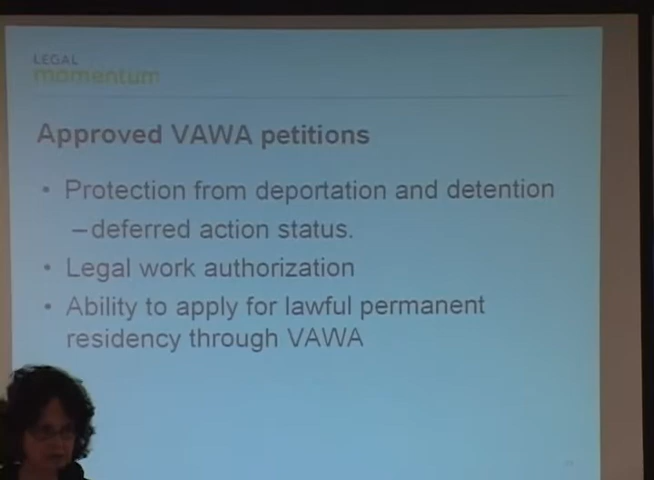 LEGAL
momentum
Approved VAWA petitions
• Protection from deportation and detention
–deferred action status.
• Legal work authorization
• Ability to apply for lawful permanent
residency through VAWA